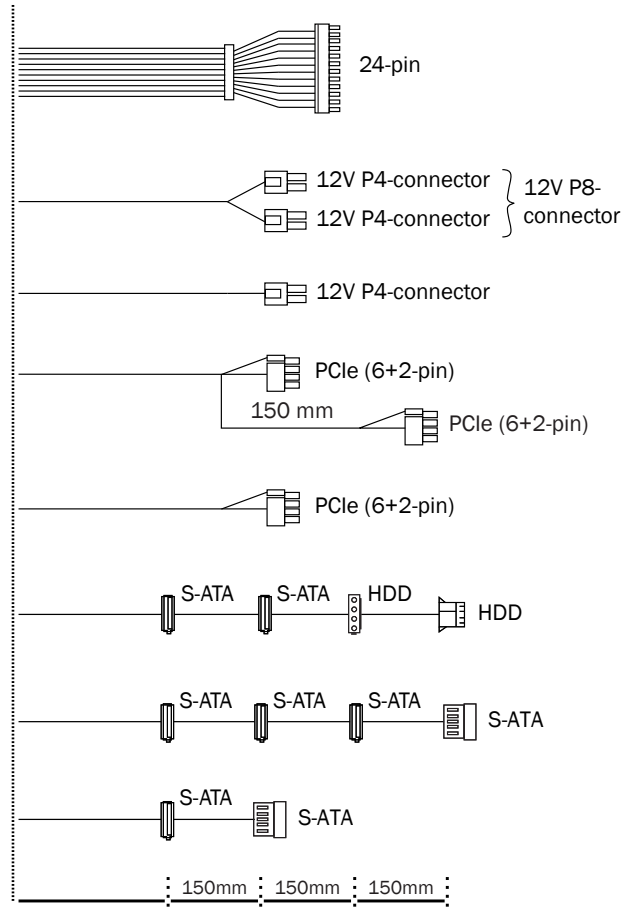 24-pin
12V P4-connector
12V P4-connector
12V P8-
connector
12V P4-connector
PCIe (6+2-pin)
150 mm
PCIe (6+2-pin)
PCIe (6+2-pin)
S-ATA
S-ATA
HDD
HDD
S-ATA
S-ATA
S-ATA
S-ATA
S-ATA
S-ATA
150mm
150mm
150mm